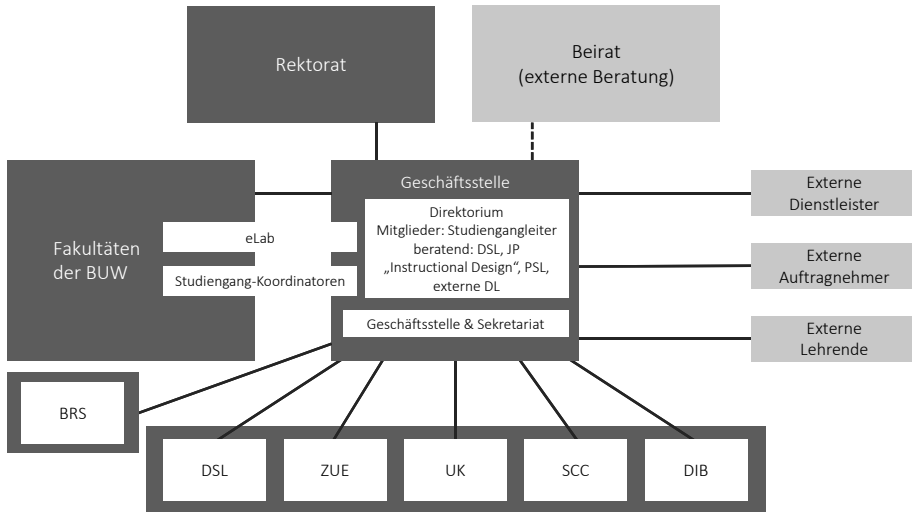 Rektorat
Beirat
(externe Beratung)
Fakultäten
der BUW
eLab
Studiengang-Koordinatoren
Geschäftsstelle
Direktorium
Mitglieder: Studiengangleiter
beratend: DSL, JP
„Instructional Design“, PSL,
externe DL
Geschäftsstelle & Sekretariat
Externe
Dienstleister
Externe
Auftragnehmer
Externe
Lehrende
BRS
DSL
ZUE
UK
SCC
DIB